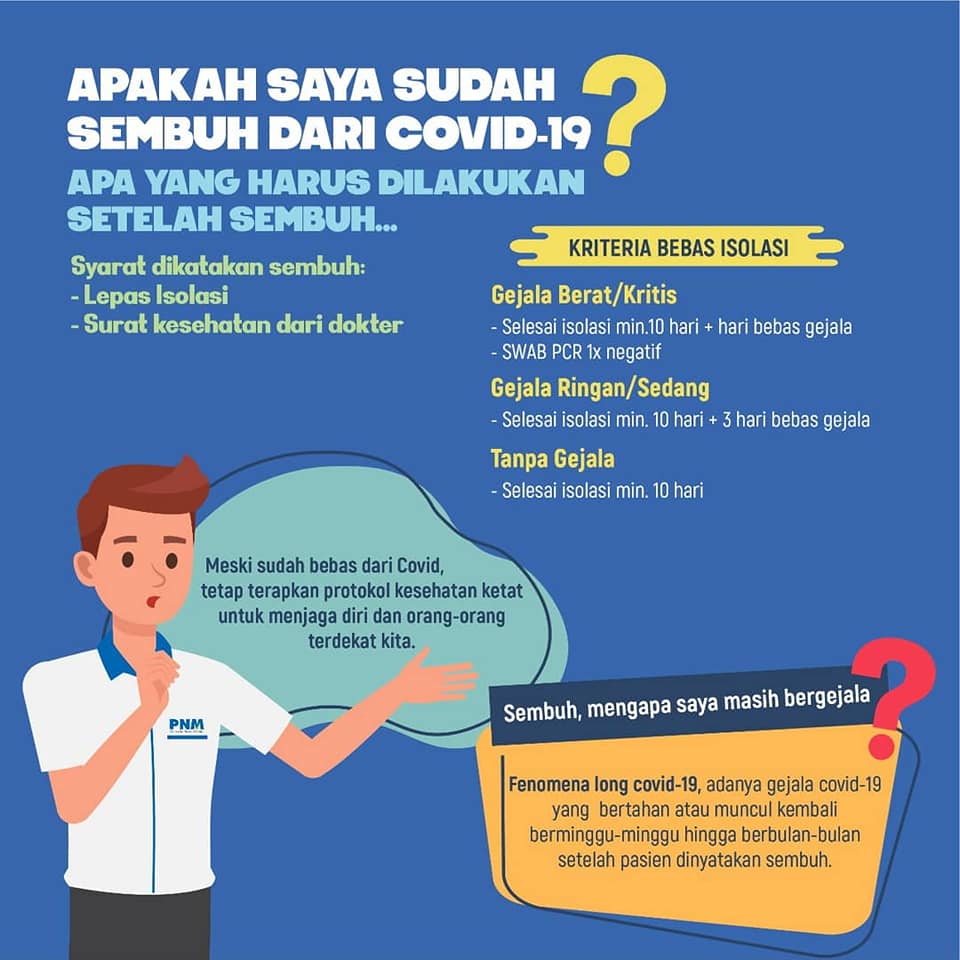 APAKAH SAYA SUDAH
SEMBUH DARI COVID-19 ?
APA YANG HARUS DILAKUKAN
SETELAH SEMBUH...
Syarat dikatakan sembuh:
- Lepas Isolasi
- Surat kesehatan dari dokter
KRITERIA BEBAS ISOLASI
Gejala Berat/Kritis
- Selesai isolasi min.10 hari + hari bebas gejala
- SWAB PCR 1x negatif
Gejala Ringan/Sedang
- Selesai isolasi min. 10 hari + 3 hari bebas gejala
Tanpa Gejala
- Selesai isolasi min. 10 hari
Meski sudah bebas dari Covid,
tetap terapkan protokol kesehatan ketat
untuk menjaga diri dan orang-orang
terdekat kita.
PNM
Sembuh, mengapa saya masih bergejala ?
Fenomena long covid-19, adanya gejala covid-19
yang bertahan atau muncul kembali
berminggu-minggu hingga berbulan-bulan
setelah pasien dinyatakan sembuh.